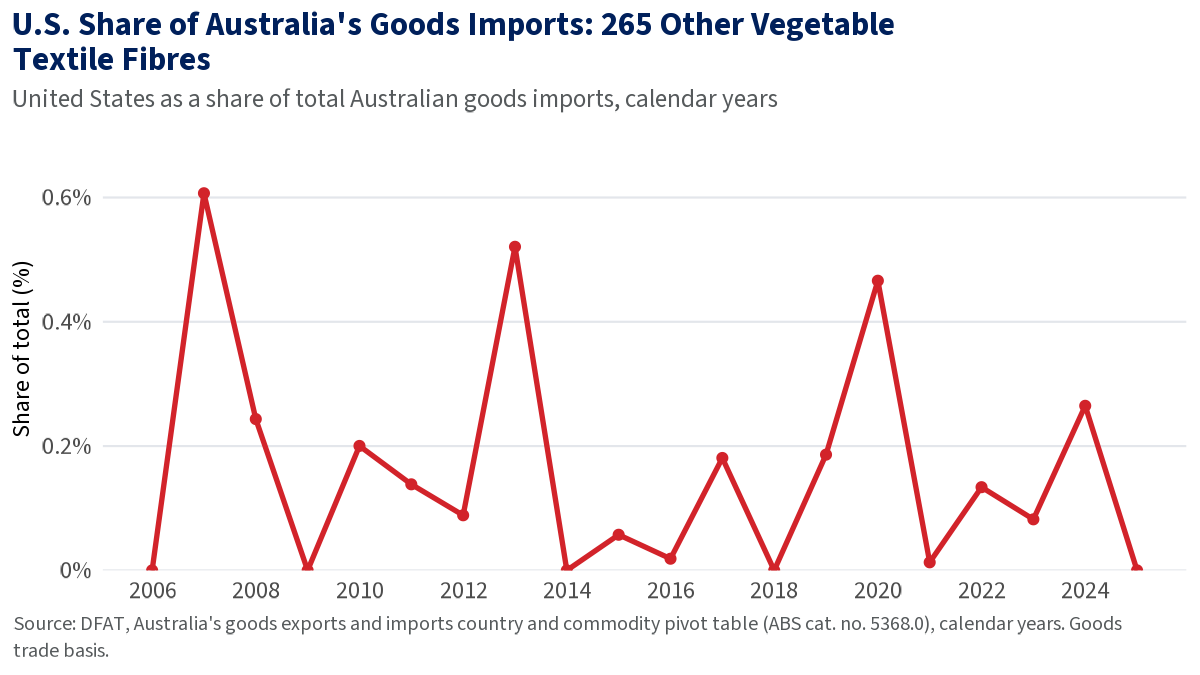 U.S. Share of Australia's Goods Imports: 265 Other Vegetable
Textile Fibres
United States as a share of total Australian goods imports, calendar years
Share of total (%)
0.6%
0.4%
0.2%
0%
2006 2008 2010 2012 2014 2016 2018 2020 2022 2024
Source: DFAT, Australia's goods exports and imports country and commodity pivot table (ABS cat. no. 5368.0), calendar years. Goods
trade basis.